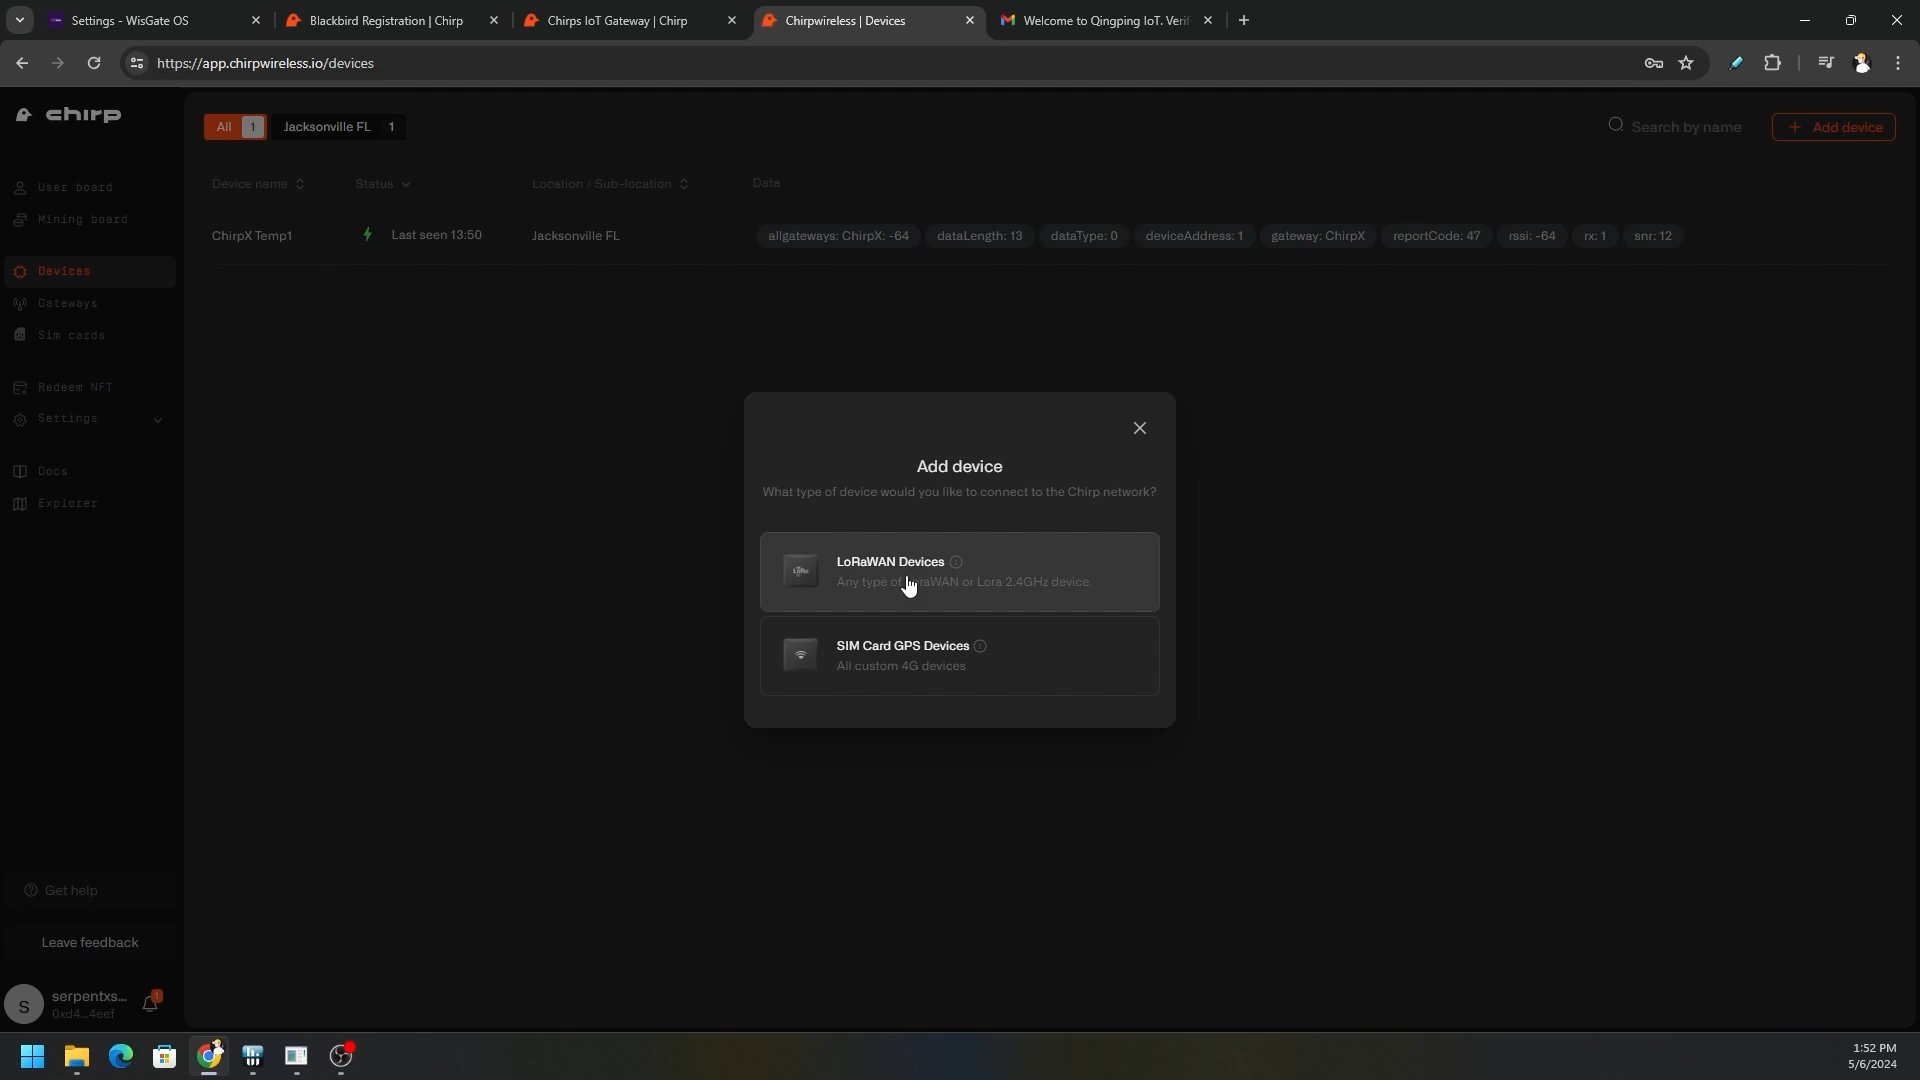 Settings - WisGate OS
Blackbird Registration | Chirp
Chirps IoT Gateway | Chirp
Chirpwireless | Devices
Welcome to Qingping IoT. Verif
https://app.chirpwireless.io/devices
chirp
All 1
Jacksonville FL 1
Search by name
+ Add device
User board
Mining board
Devices
Gateways
Sim cards
Redeem NFT
Settings
Docs
Explorer
Device name
Status
Location / Sub-location
Data
ChirpX Temp1
Last seen 13:50
Jacksonville FL
allgateways: ChirpX: -64
dataLength: 13
dataType: 0
deviceAddress: 1
gateway: ChirpX
reportCode: 47
rssi: -64
rx: 1
snr: 12
Add device
What type of device would you like to connect to the Chirp network?
LoRa
LoRaWAN Devices
Any type of raWAN or Lora 2.4GHz device
SIM Card GPS Devices
All custom 4G devices
Get help
Leave feedback
S
serpentxs...
0xd4...4eef
1
1:52 PM
5/6/2024